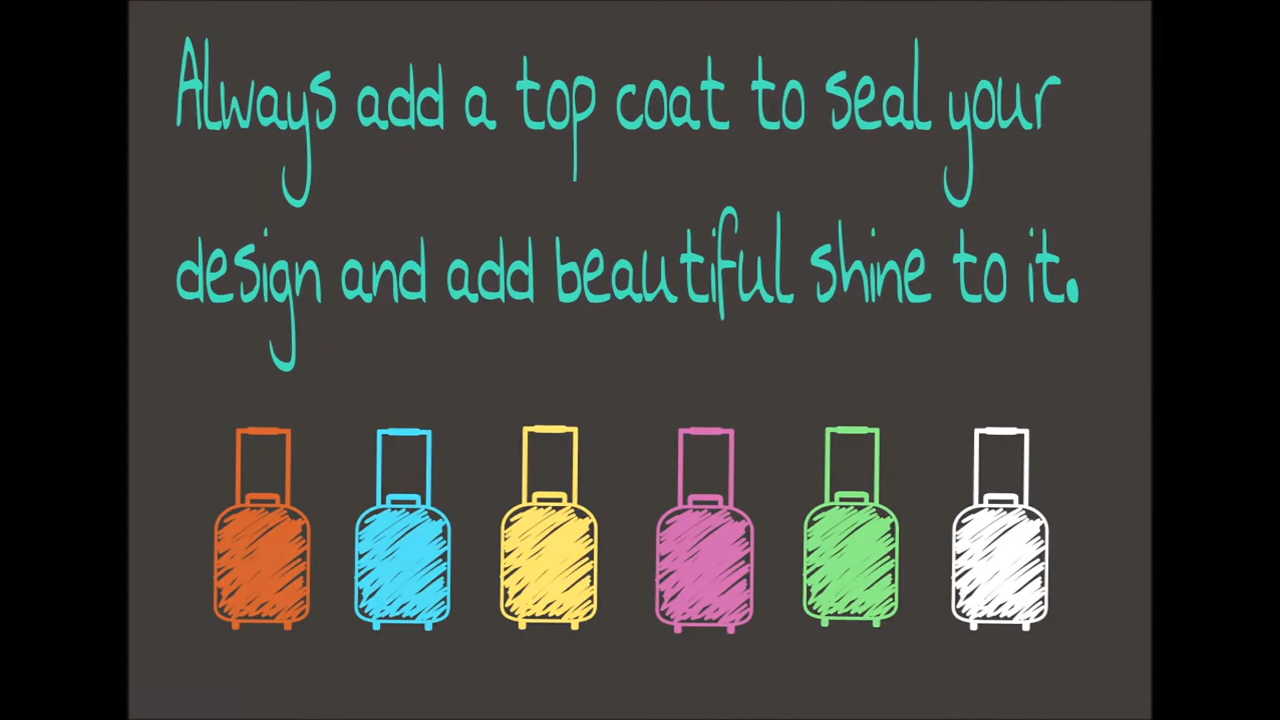 Always add a top coat to seal your
design and add beautiful shine to it.